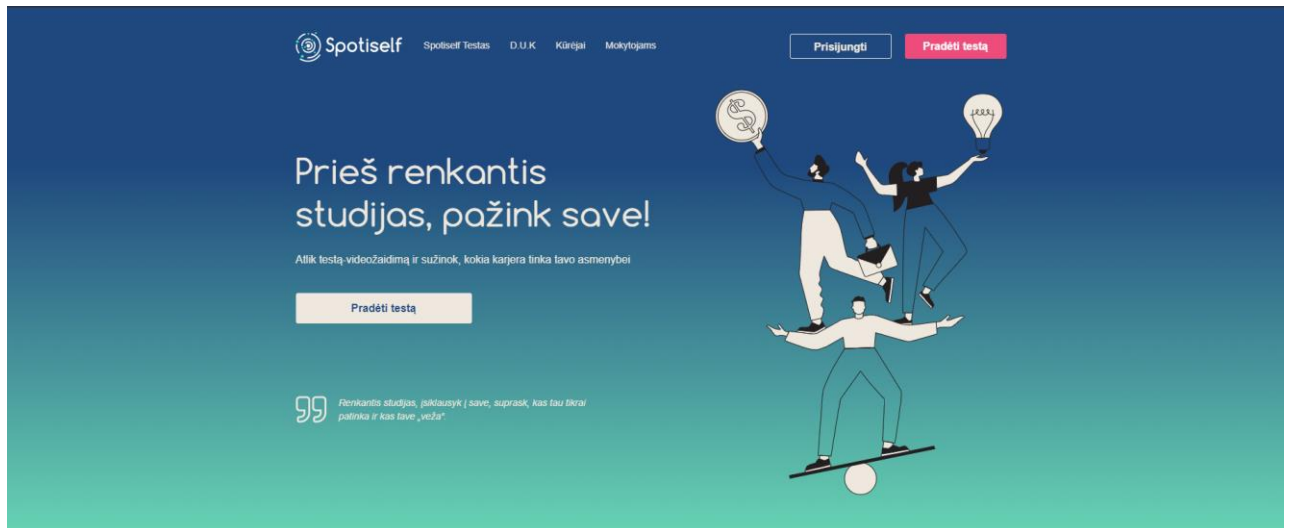 Spotiself
Spotiself Testas D.U.K Kūrėjai Mokytojams
Prisijungti
Pradėti testą
Prieš renkantis
studijas, pažink save!
Atlik testą-videožaidimą ir sužinok, kokia karjera tinka tavo asmenybei
Pradėti testą
Renkantis studijas, įsiklausyk į save, suprask, kas tau tikrai
patinka ir kas tave „veža“.